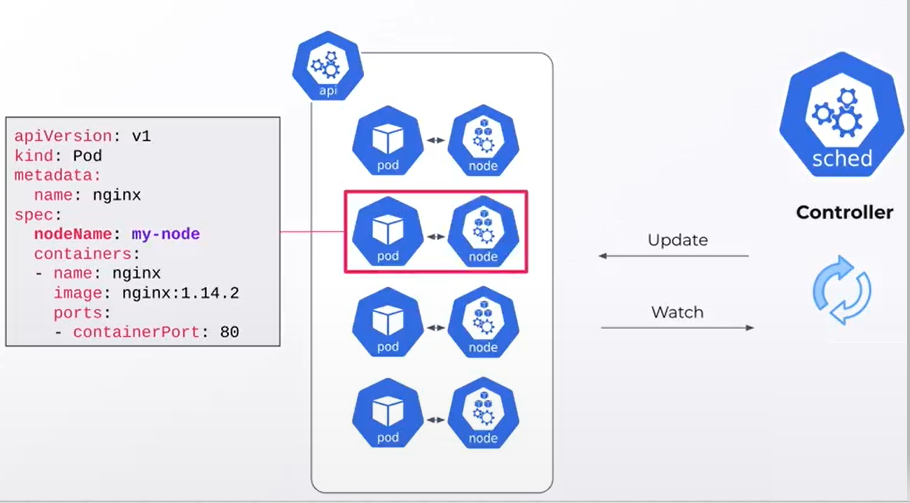 api
apiVersion: v1
kind: Pod
metadata:
  name: nginx
spec:
  nodeName: my-node
  containers:
  - name: nginx
    image: nginx:1.14.2
    ports:
    - containerPort: 80
pod
node
pod
node
pod
node
pod
node
sched
Controller
Update
Watch